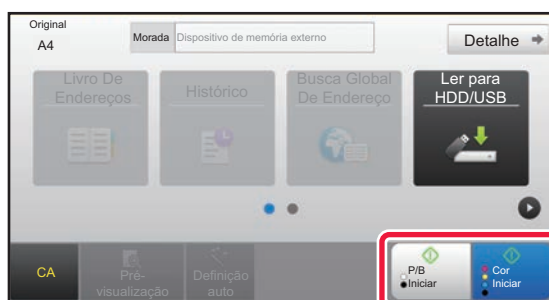 Original
A4
Morada Dispositivo de memória externo
Detalhe
Livro De
Endereços
Histórico
Busca Global
De Endereço
Ler para
HDD/USB
CA
Pré-
visualização
Definição
auto
P/B
Iniciar
Cor
Iniciar